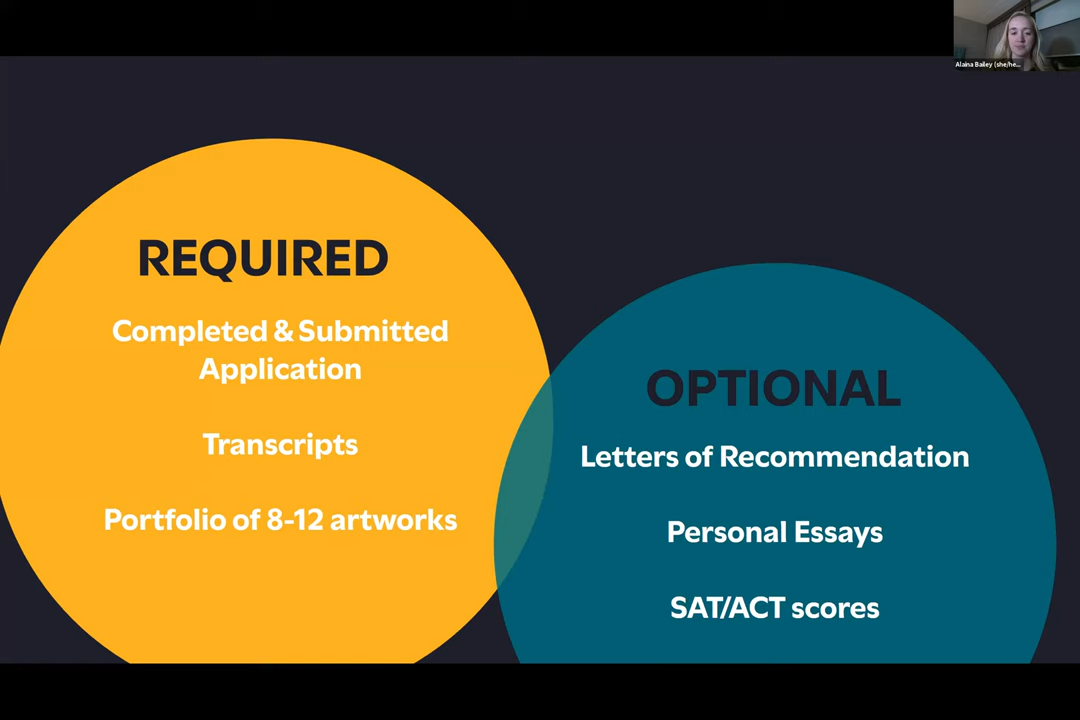 Alaina Bailey (she/he...
REQUIRED
Completed & Submitted
Application
Transcripts
Portfolio of 8-12 artworks
OPTIONAL
Letters of Recommendation
Personal Essays
SAT/ACT scores